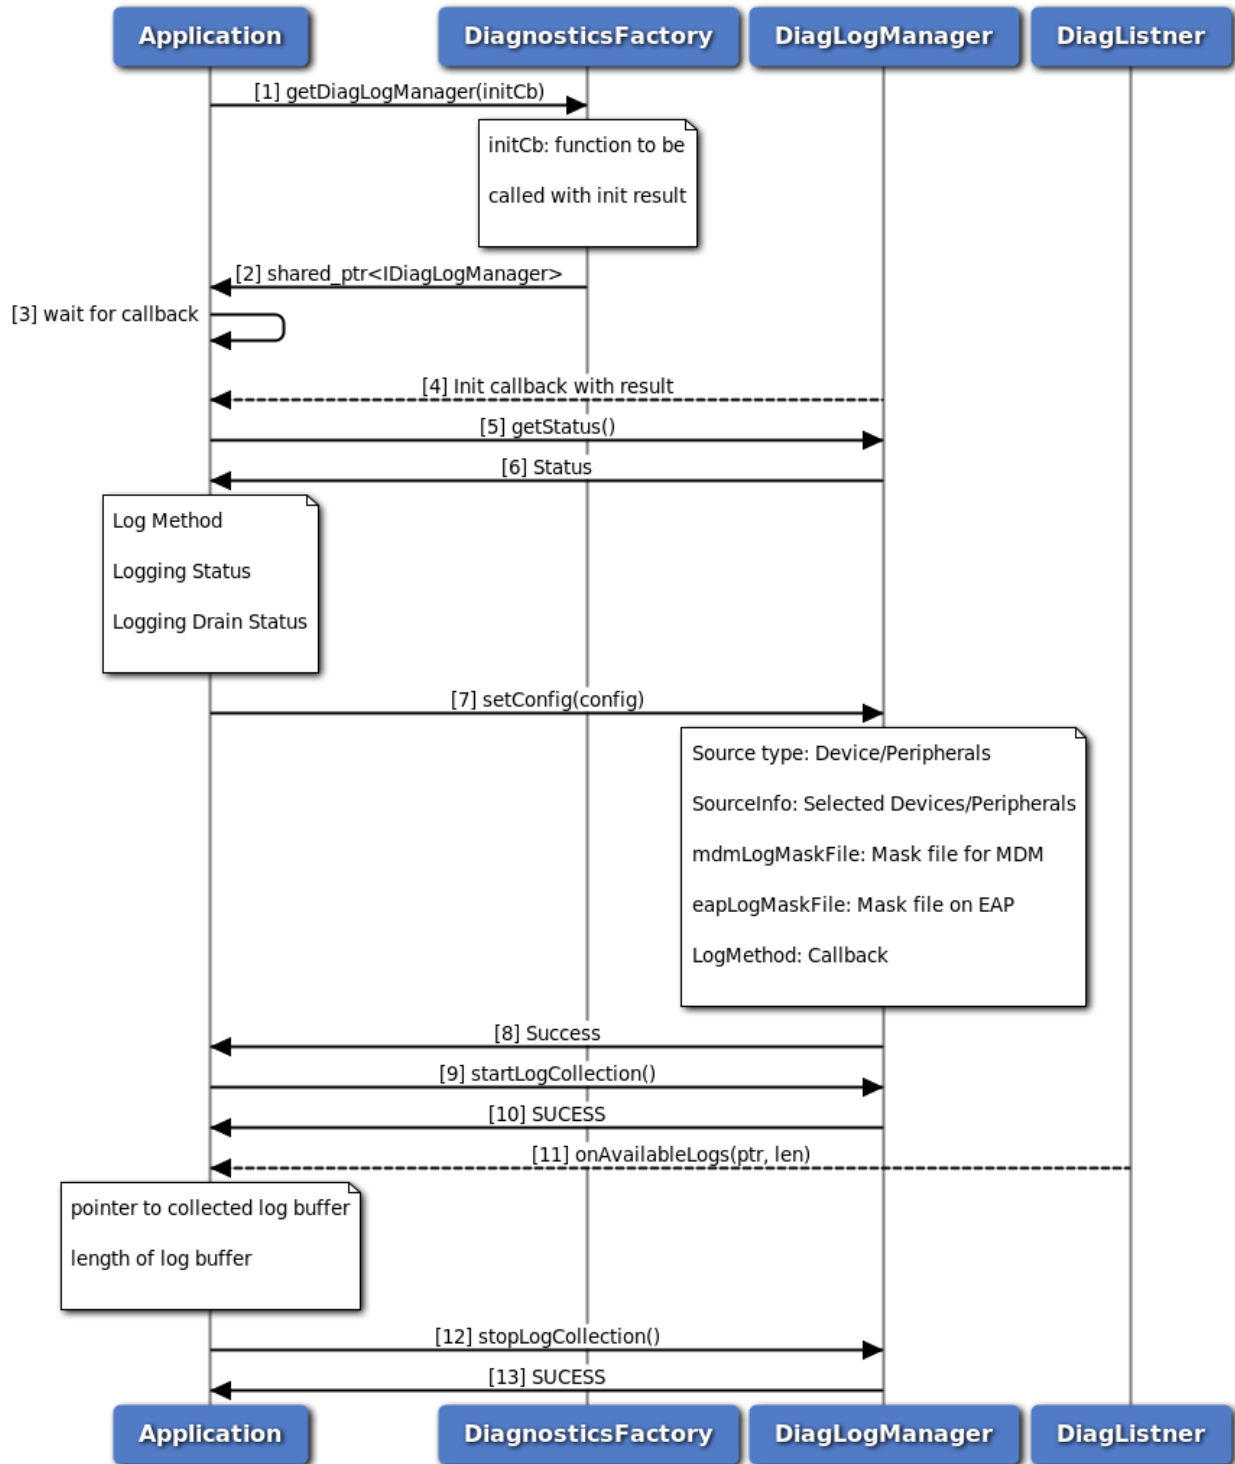 Application DiagnosticsFactory DiagLogManager DiagListner
[1] getDiagLogManager(initCb)
initCb: function to be
called with init result
[2] shared_ptr<IDiagLogManager>
[3] wait for callback
[4] Init callback with result
[5] getStatus()
[6] Status
Log Method
Logging Status
Logging Drain Status
[7] setConfig(config)
Source type: Device/Peripherals
SourceInfo: Selected Devices/Peripherals
mdmLogMaskFile: Mask file for MDM
eapLogMaskFile: Mask file on EAP
LogMethod: Callback
[8] Success
[9] startLogCollection()
[10] SUCESS
[11] onAvailableLogs(ptr, len)
pointer to collected log buffer
length of log buffer
[12] stopLogCollection()
[13] SUCESS
Application DiagnosticsFactory DiagLogManager DiagListner